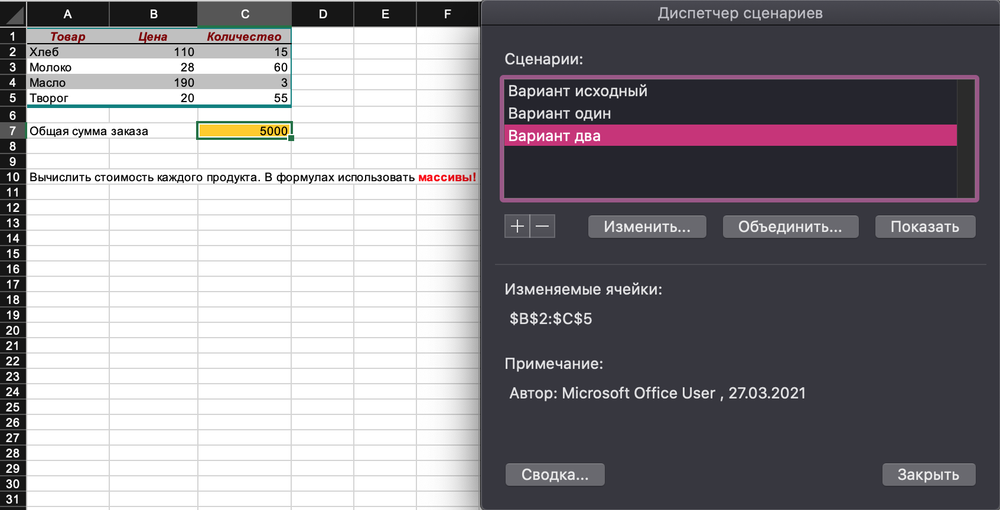 A B C D E F
1 Товар Цена Количество
2 Хлеб 110 15
3 Молоко 28 60
4 Масло 190 3
5 Творог 20 55
6
7 Общая сумма заказа 5000
8
9
10 Вычислить стоимость каждого продукта. В формулах использовать массивы!
11
12
13
14
15
16
17
18
19
20
21
22
23
24
25
26
27
28
29
30
31
Диспетчер сценариев
Сценарии:
Вариант исходный
Вариант один
Вариант два
Изменить... Объединить... Показать
Изменяемые ячейки:
$B$2:$C$5
Примечание:
Автор: Microsoft Office User , 27.03.2021
Сводка... Закрыть